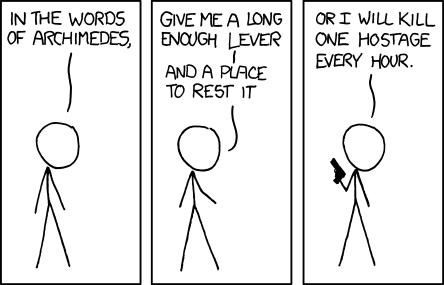 IN THE WORDS
OF ARCHIMEDES,
GIVE ME A LONG
ENOUGH LEVER
AND A PLACE
TO REST IT
OR I WILL KILL
ONE HOSTAGE
EVERY HOUR.